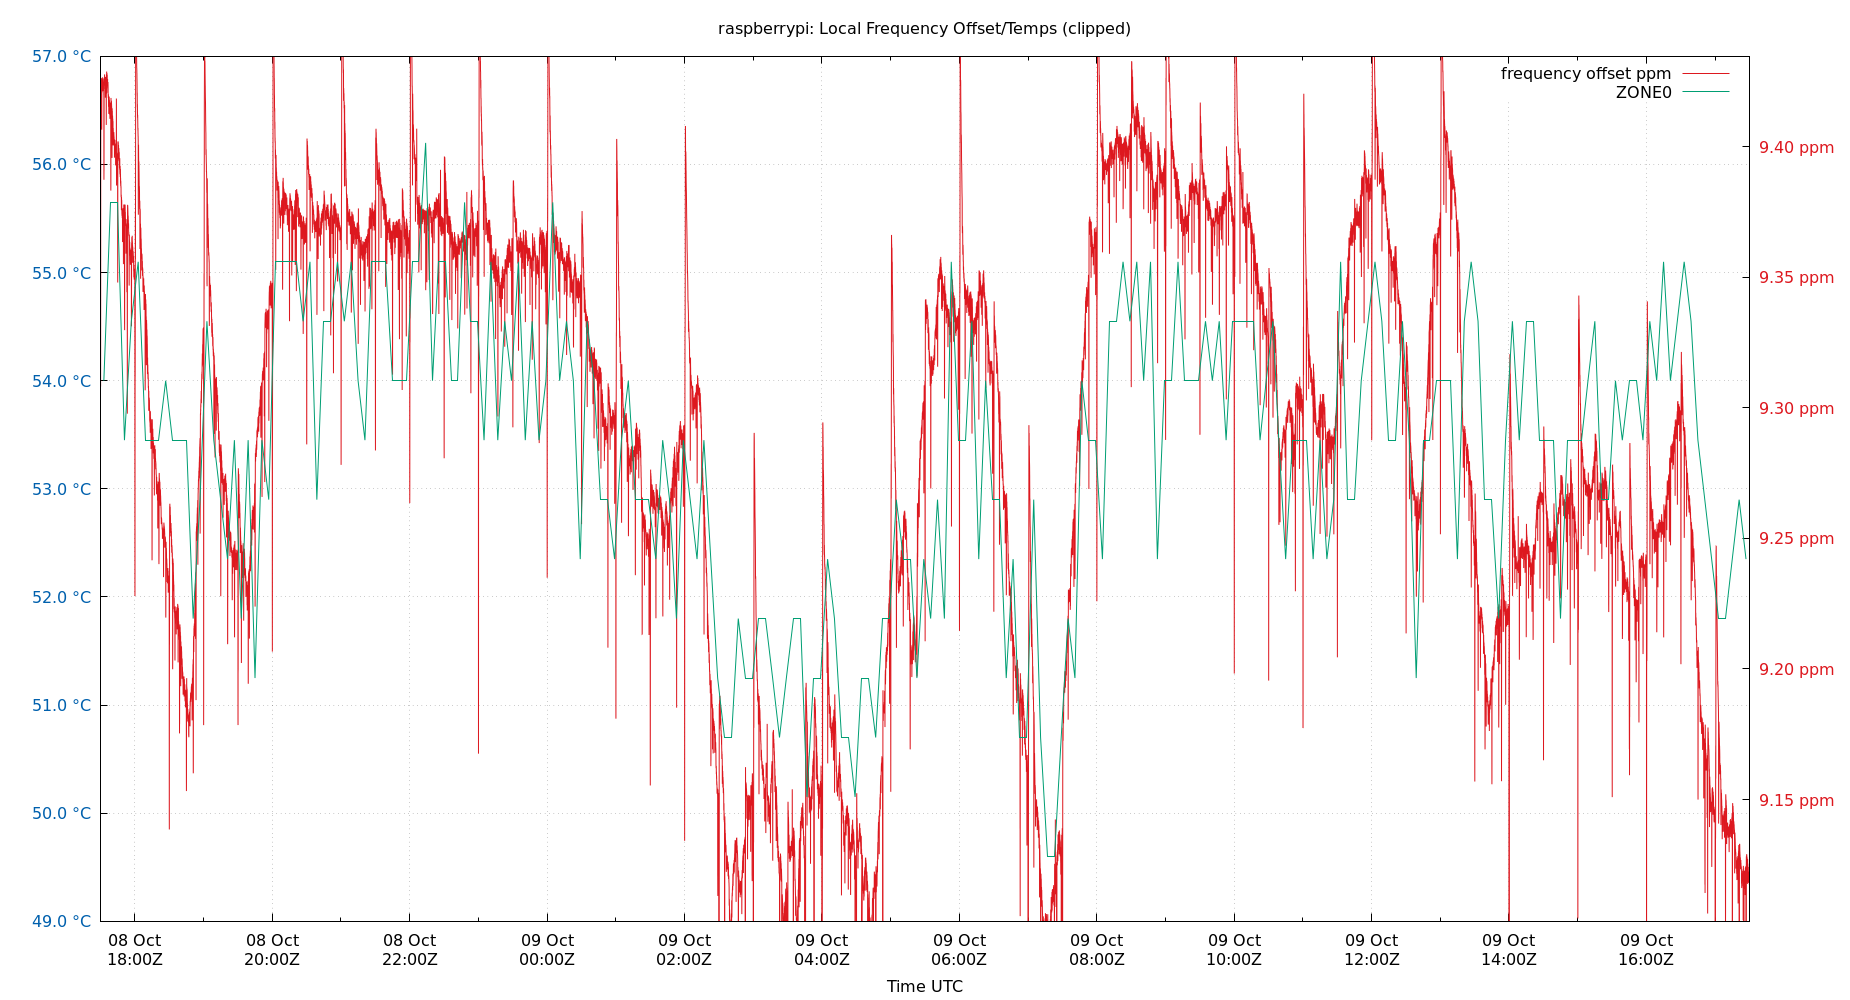 raspberrypi: Local Frequency Offset/Temps (clipped)
frequency offset ppm
ZONE0
57.0 °C
56.0 °C
55.0 °C
54.0 °C
53.0 °C
52.0 °C
51.0 °C
50.0 °C
49.0 °C
9.40 ppm
9.35 ppm
9.30 ppm
9.25 ppm
9.20 ppm
9.15 ppm
08 Oct
18:00Z
08 Oct
20:00Z
08 Oct
22:00Z
09 Oct
00:00Z
09 Oct
02:00Z
09 Oct
04:00Z
09 Oct
06:00Z
09 Oct
08:00Z
09 Oct
10:00Z
09 Oct
12:00Z
09 Oct
14:00Z
09 Oct
16:00Z
Time UTC